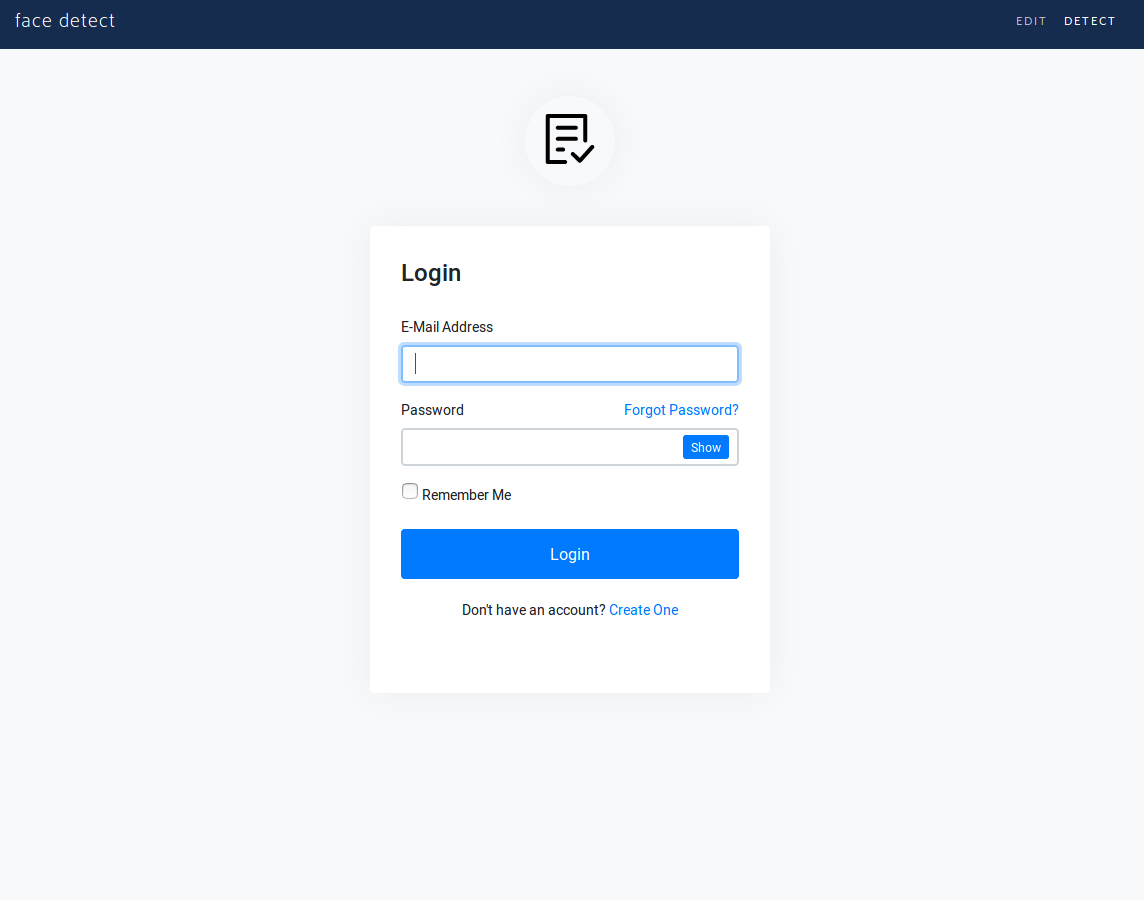 face detect
EDIT DETECT
Login
E-Mail Address
Password Forgot Password?
Show
Remember Me
Login
Don't have an account? Create One